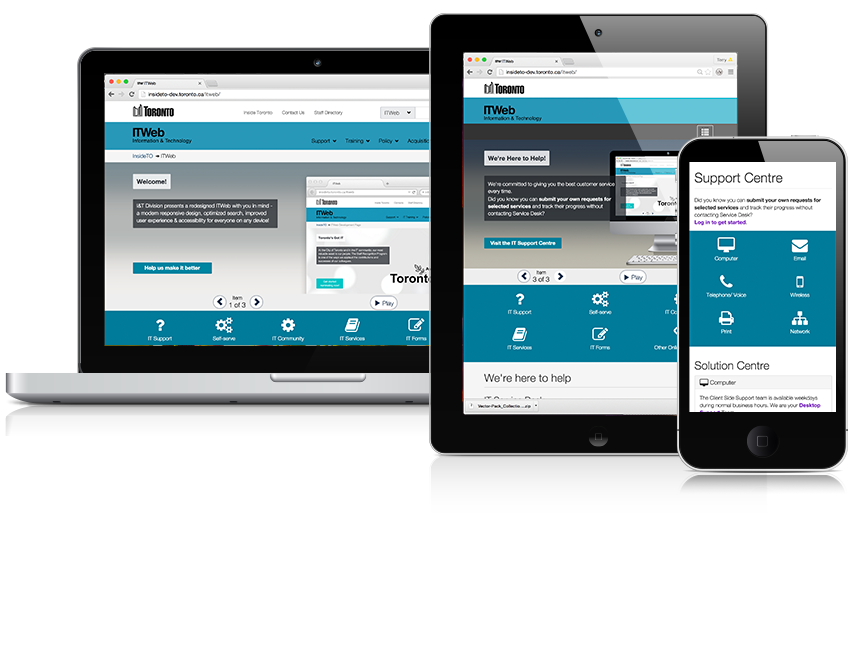 ITWeb
insideto-dev.toronto.ca/itweb/
TORONTO
Inside Toronto
Contact Us
Staff Directory
ITWeb
ITWeb
Information & Technology
Support
Training
Policy
InsideTO ➔ ITWeb
Welcome!
I&T Division presents a redesigned ITWeb with you in mind -
a modern responsive design, optimized search, improved
user experience & accessibility for everyone on any device!
Help us make it better
TORONTO
ITWeb
Toronto's Got IT
Toron
Item
1 of 3
Play
IT Support
Self-serve
IT Community
IT Services
IT Forms
ITWeb
Terry
insideto-dev.toronto.ca/itweb/
TORONTO
ITWeb
Information & Technology
We're Here to Help!
We're committed to giving you the best customer service
every time.
Did you know you can submit your own requests for
selected services and track their progress without
contacting Service Desk?
Visit the IT Support Centre
Toronto
Item
3 of 3
Play
IT Support
Self-serve
IT Co
IT Services
IT Forms
Other Onli
We're here to help
Vector-Pack_Collectio....zip
Support Centre
Did you know you can submit your own requests for
selected services and track their progress without
contacting Service Desk?
Log in to get started.
Computer
Email
Telephone/ Voice
Wireless
Print
Network
Solution Centre
Computer
The Client Side Support team is available weekdays
during normal business hours. We are your Desktop